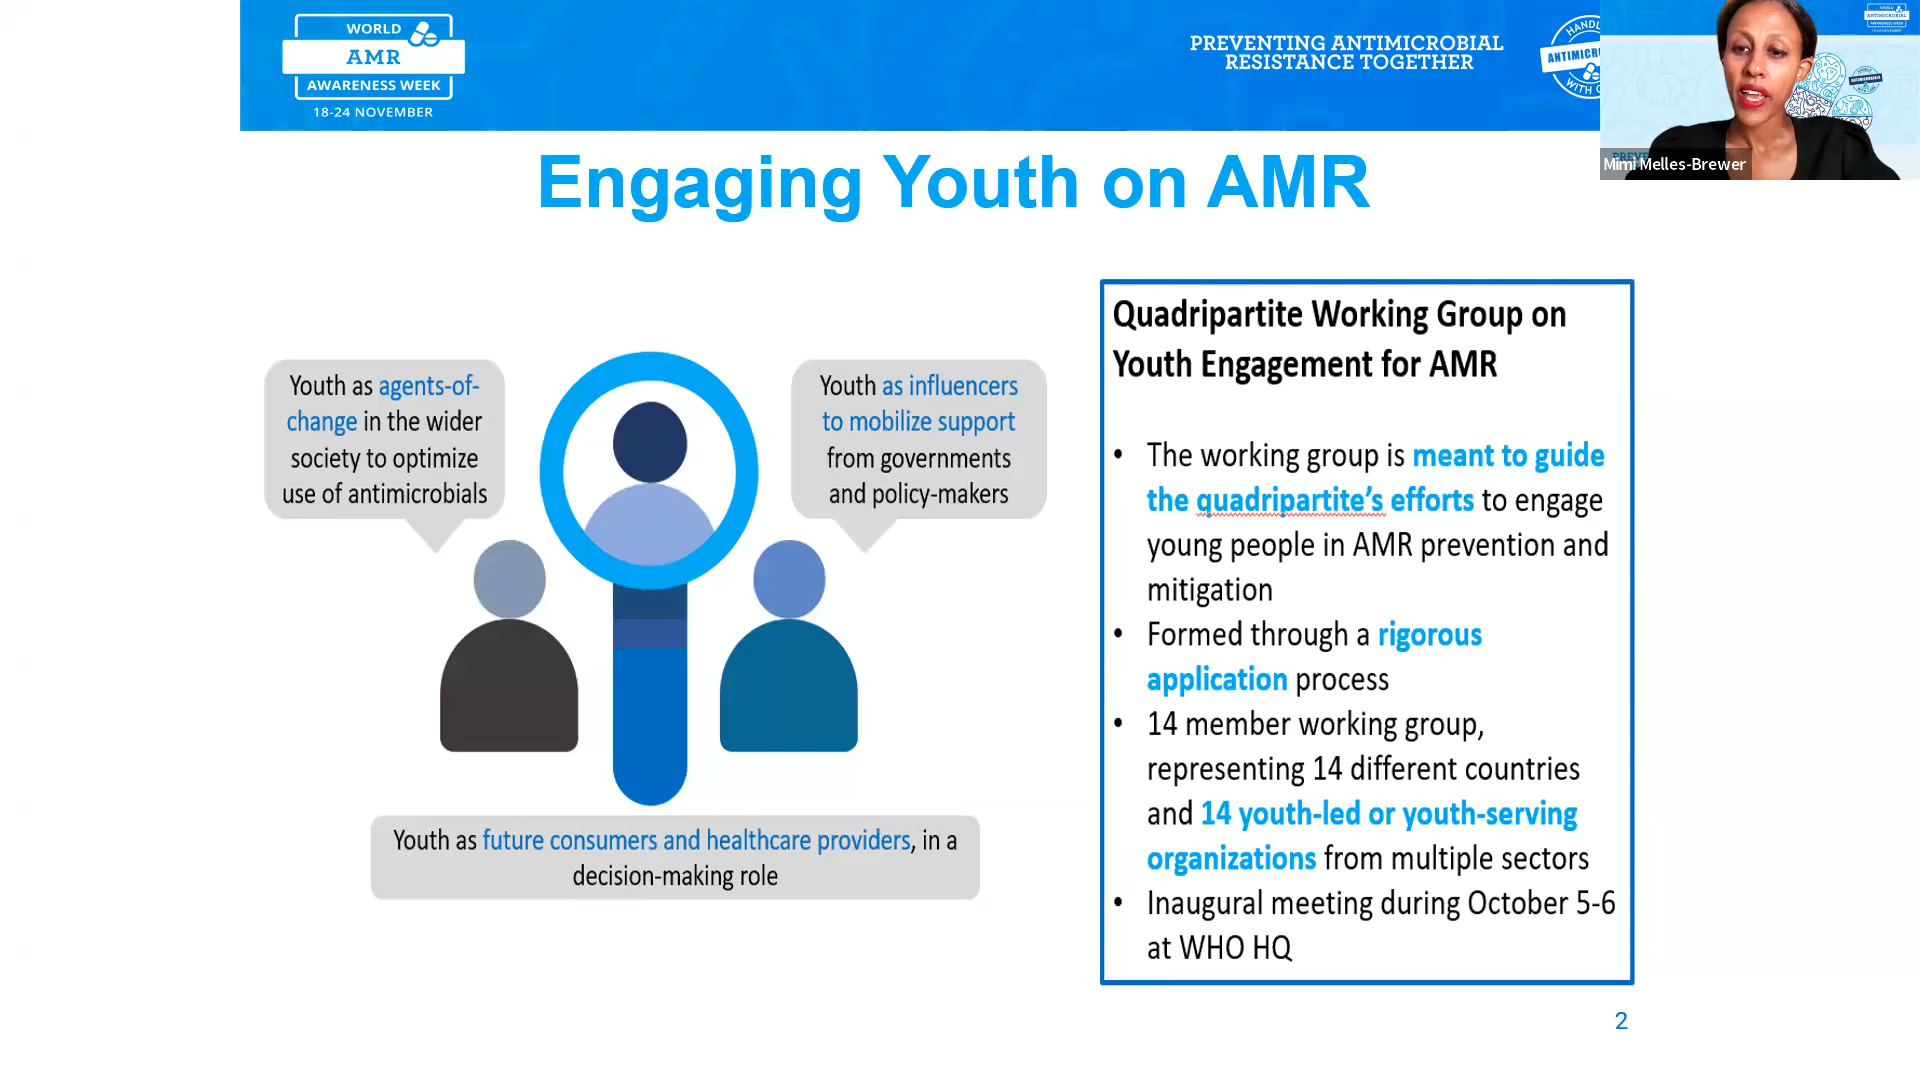 WORLD
AMR
AWARENESS WEEK
18-24 NOVEMBER
PREVENTING ANTIMICROBIAL
RESISTANCE TOGETHER
Mimi Melles-Brewer
Engaging Youth on AMR
Youth as agents-of-
change in the wider
society to optimize
use of antimicrobials
Youth as influencers
to mobilize support
from governments
and policy-makers
Youth as future consumers and healthcare providers, in a
decision-making role
Quadripartite Working Group on
Youth Engagement for AMR
• The working group is meant to guide
the quadripartite’s efforts to engage
young people in AMR prevention and
mitigation
• Formed through a rigorous
application process
• 14 member working group,
representing 14 different countries
and 14 youth-led or youth-serving
organizations from multiple sectors
• Inaugural meeting during October 5-6
at WHO HQ
2